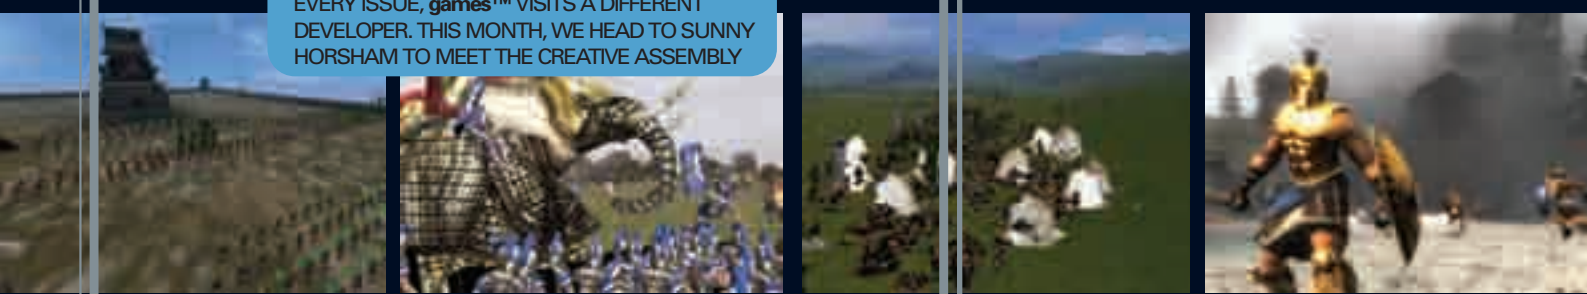 EVERY ISSUE, games™ VISITS A DIFFERENT
DEVELOPER. THIS MONTH, WE HEAD TO SUNNY
HORSHAM TO MEET THE CREATIVE ASSEMBLY